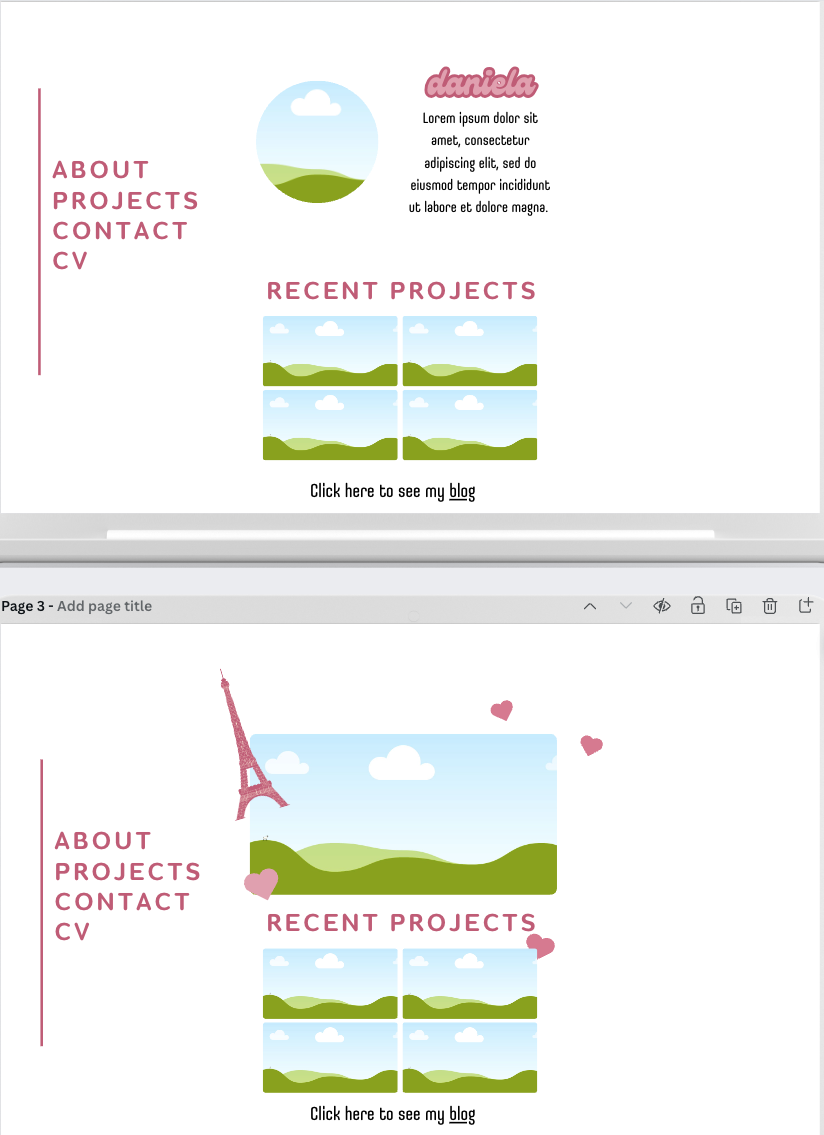 daniela
Lorem ipsum dolor sit
amet, consectetur
adipiscing elit, sed do
eiusmod tempor incididunt
ut labore et dolore magna.
ABOUT
PROJECTS
CONTACT
CV
RECENT PROJECTS
Click here to see my blog
Page 3 - Add page title
ABOUT
PROJECTS
CONTACT
CV
RECENT PROJECTS
Click here to see my blog